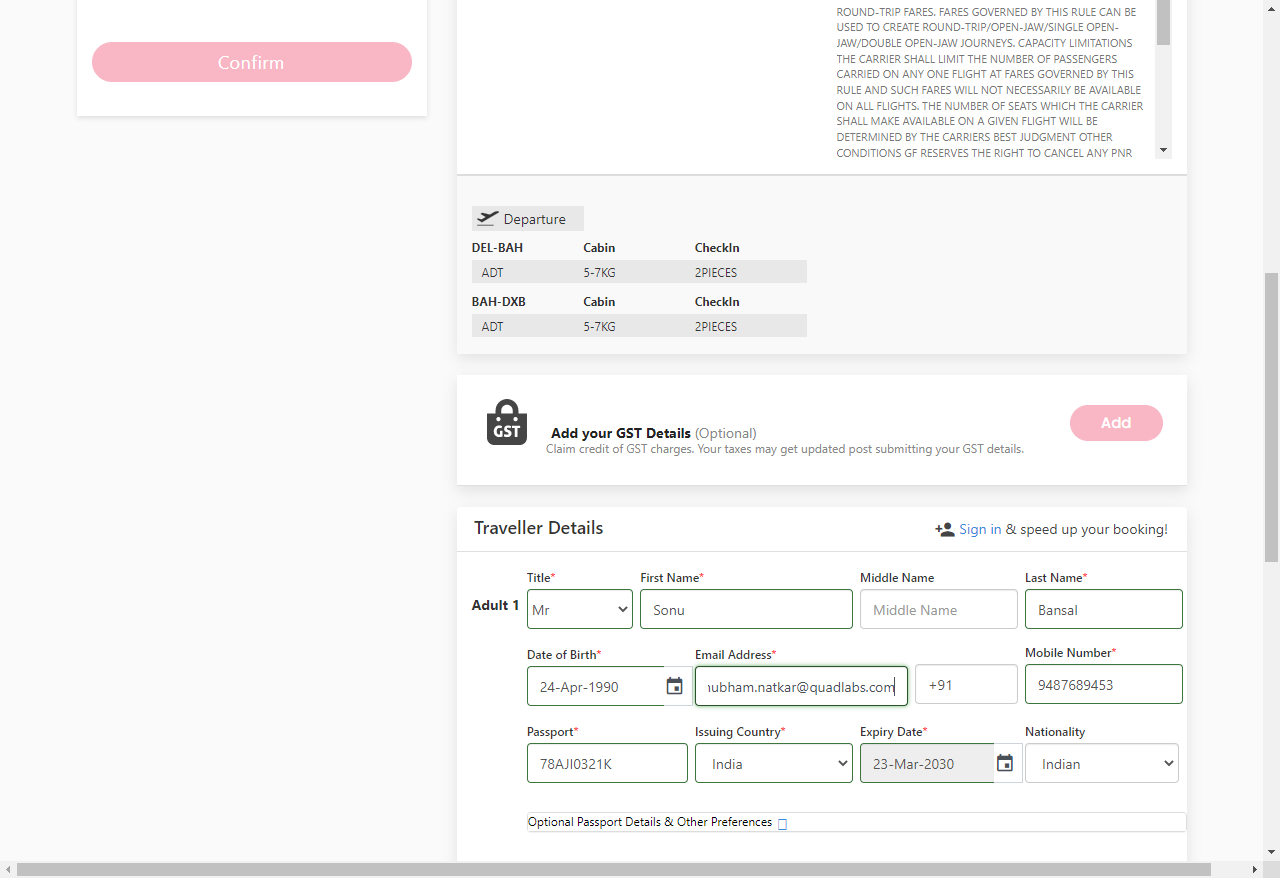 Confirm
ROUND-TRIP FARES. FARES GOVERNED BY THIS RULE CAN BE
USED TO CREATE ROUND-TRIP/OPEN-JAW/SINGLE OPEN-
JAW/DOUBLE OPEN-JAW JOURNEYS. CAPACITY LIMITATIONS
THE CARRIER SHALL LIMIT THE NUMBER OF PASSENGERS
CARRIED ON ANY ONE FLIGHT AT FARES GOVERNED BY THIS
RULE AND SUCH FARES WILL NOT NECESSARILY BE AVAILABLE
ON ALL FLIGHTS. THE NUMBER OF SEATS WHICH THE CARRIER
SHALL MAKE AVAILABLE ON A GIVEN FLIGHT WILL BE
DETERMINED BY THE CARRIERS BEST JUDGMENT OTHER
CONDITIONS GF RESERVES THE RIGHT TO CANCEL ANY PNR
Departure
DEL-BAH Cabin CheckIn
ADT 5-7KG 2PIECES
BAH-DXB Cabin CheckIn
ADT 5-7KG 2PIECES
GST
Add your GST Details (Optional)
Claim credit of GST charges. Your taxes may get updated post submitting your GST details.
Add
Traveller Details
Sign in & speed up your booking!
Adult 1
Title* First Name* Middle Name Last Name*
Mr Sonu Middle Name Bansal
Date of Birth* Email Address* Mobile Number*
24-Apr-1990 ubham.natkar@quadlabs.com +91 9487689453
Passport* Issuing Country* Expiry Date* Nationality
78AJI0321K India 23-Mar-2030 Indian
Optional Passport Details & Other Preferences